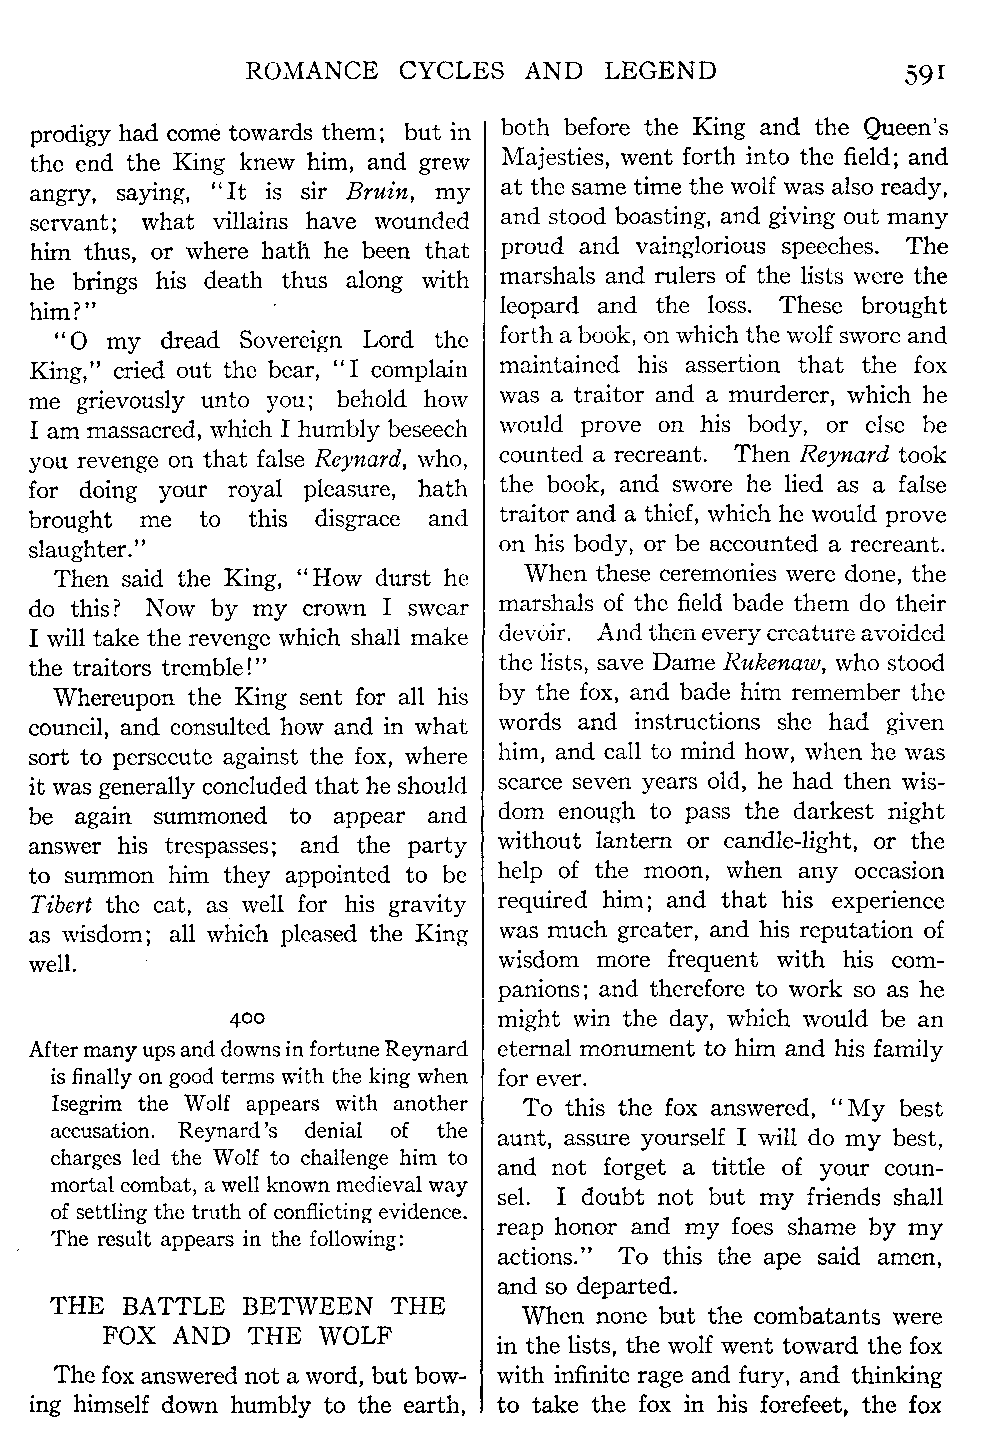 ROMANCE CYCLES AND LEGEND 591
prodigy had come towards them; but in
the end the King knew him, and grew
angry, saying, "It is sir Bruin, my
servant; what villains have wounded
him thus, or where hath he been that
he brings his death thus along with
him?"
"O my dread Sovereign Lord the
King," cried out the bear, "I complain
me grievously unto you; behold how
I am massacred, which I humbly beseech
you revenge on that false Reynard, who,
for doing your royal pleasure, hath
brought me to this disgrace and
slaughter."
Then said the King, "How durst he
do this? Now by my crown I swear
I will take the revenge which shall make
the traitors tremble!"
Whereupon the King sent for all his
council, and consulted how and in what
sort to persecute against the fox, where
it was generally concluded that he should
be again summoned to appear and
answer his trespasses; and the party
to summon him they appointed to be
Tibert the cat, as well for his gravity
as wisdom; all which pleased the King
well.
400
After many ups and downs in fortune Reynard
is finally on good terms with the king when
Isegrim the Wolf appears with another
accusation. Reynard's denial of the
charges led the Wolf to challenge him to
mortal combat, a well known medieval way
of settling the truth of conflicting evidence.
The result appears in the following:
THE BATTLE BETWEEN THE
FOX AND THE WOLF
The fox answered not a word, but bow-
ing himself down humbly to the earth,
both before the King and the Queen's
Majesties, went forth into the field; and
at the same time the wolf was also ready,
and stood boasting, and giving out many
proud and vainglorious speeches. The
marshals and rulers of the lists were the
leopard and the loss. These brought
forth a book, on which the wolf swore and
maintained his assertion that the fox
was a traitor and a murderer, which he
would prove on his body, or else be
counted a recreant. Then Reynard took
the book, and swore he lied as a false
traitor and a thief, which he would prove
on his body, or be accounted a recreant.
When these ceremonies were done, the
marshals of the field bade them do their
devoir. And then every creature avoided
the lists, save Dame Rukenaw, who stood
by the fox, and bade him remember the
words and instructions she had given
him, and call to mind how, when he was
scarce seven years old, he had then wis-
dom enough to pass the darkest night
without lantern or candle-light, or the
help of the moon, when any occasion
required him; and that his experience
was much greater, and his reputation of
wisdom more frequent with his com-
panions; and therefore to work so as he
might win the day, which would be an
eternal monument to him and his family
for ever.
To this the fox answered, "My best
aunt, assure yourself I will do my best,
and not forget a tittle of your coun-
sel. I doubt not but my friends shall
reap honor and my foes shame by my
actions." To this the ape said amen,
and so departed.
When none but the combatants were
in the lists, the wolf went toward the fox
with infinite rage and fury, and thinking
to take the fox in his forefeet, the fox